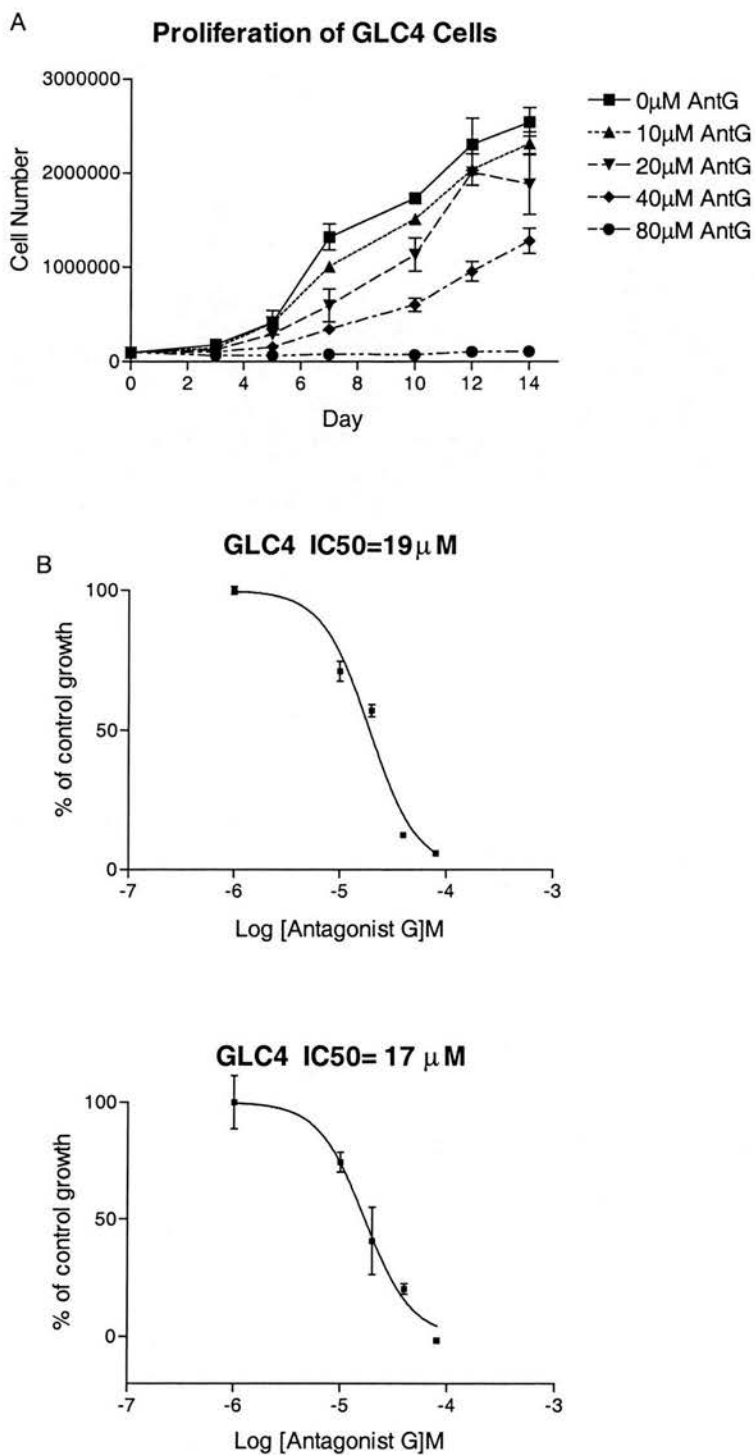 A
Proliferation of GLC4 Cells
3000000
2000000
1000000
0
Cell Number
0 2 4 6 8 10 12 14
Day
0μM AntG
10μM AntG
20μM AntG
40μM AntG
80μM AntG
B
GLC4 IC50=19μM
100
50
0
% of control growth
-7 -6 -5 -4 -3
Log [Antagonist G]M
GLC4 IC50= 17 μM
100
50
0
% of control growth
-7 -6 -5 -4 -3
Log [Antagonist G]M